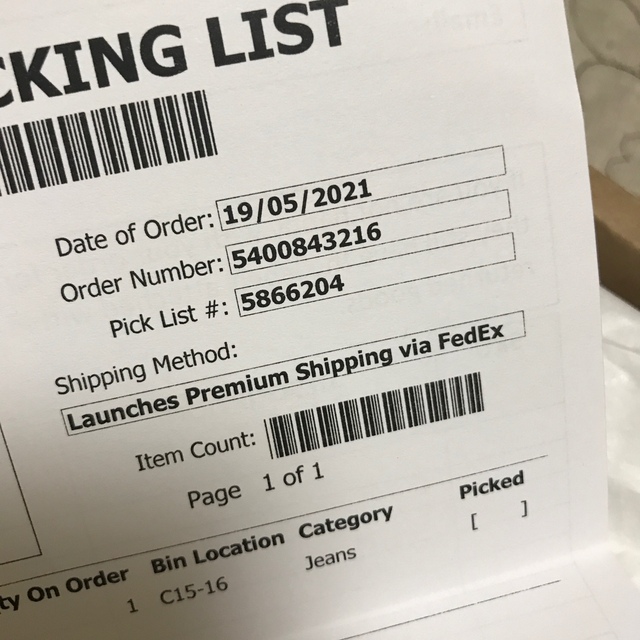 CKING LIST
Date of Order: 19/05/2021
Order Number: 5400843216
Pick List #: 5866204
Shipping Method:
Launches Premium Shipping via FedEx
Item Count:
Page 1 of 1
ty On Order Bin Location Category Picked
1 C15-16 Jeans [ ]